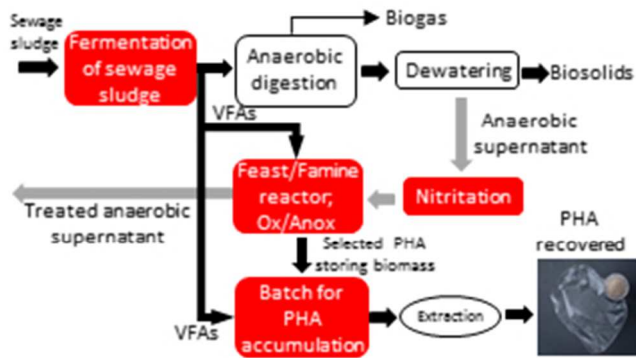 Sewage
sludge
Fermentation
of sewage
sludge
Anaerobic
digestion
Biogas
Dewatering
Biosolids
VFAs
Anaerobic
supernatant
Feast/Famine
reactor;
Ox/Anox
Nitritation
Treated anaerobic
supernatant
Selected PHA
storing biomass
PHA
recovered
Batch for
PHA
accumulation
VFAs
Extraction